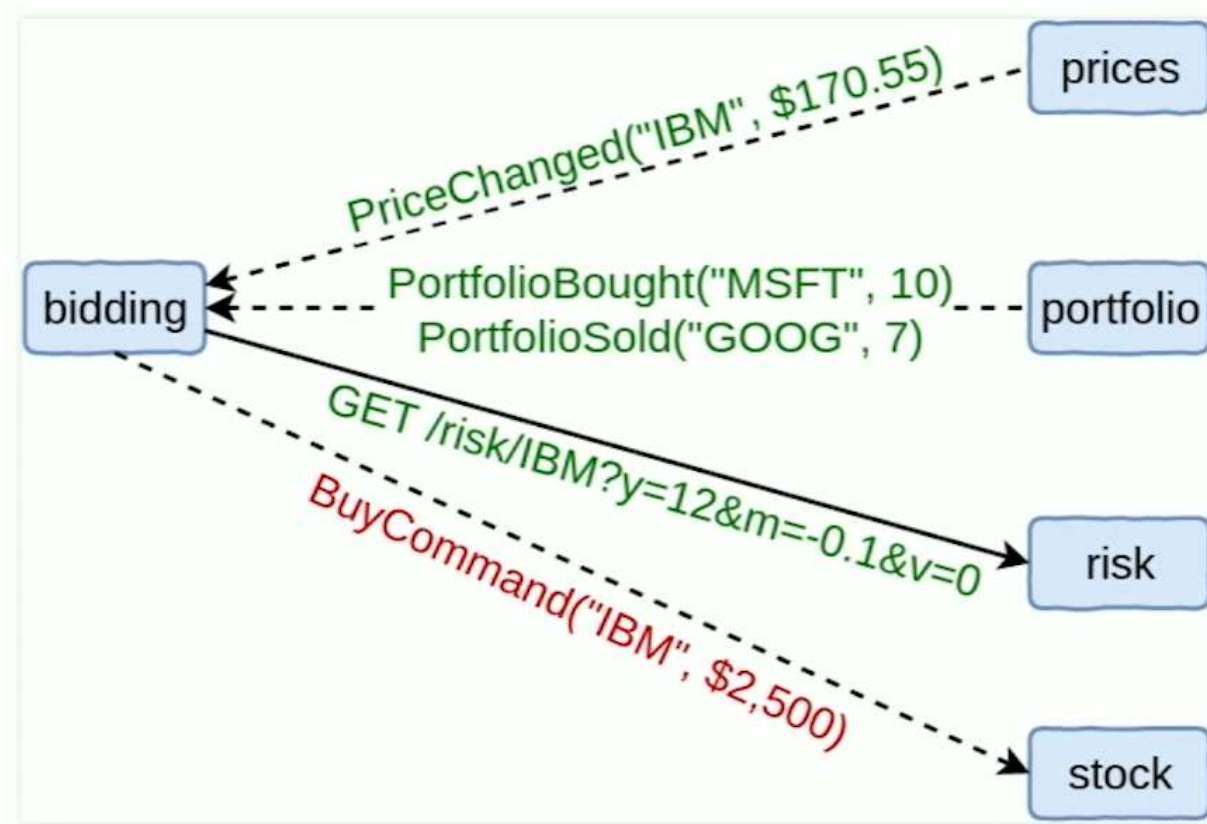 prices
PriceChanged("IBM", $170.55)
bidding
PortfolioBought("MSFT", 10)
PortfolioSold("GOOG", 7)
portfolio
GET /risk/IBM?y=12&m=-0.1&v=0
risk
BuyCommand("IBM", $2,500)
stock